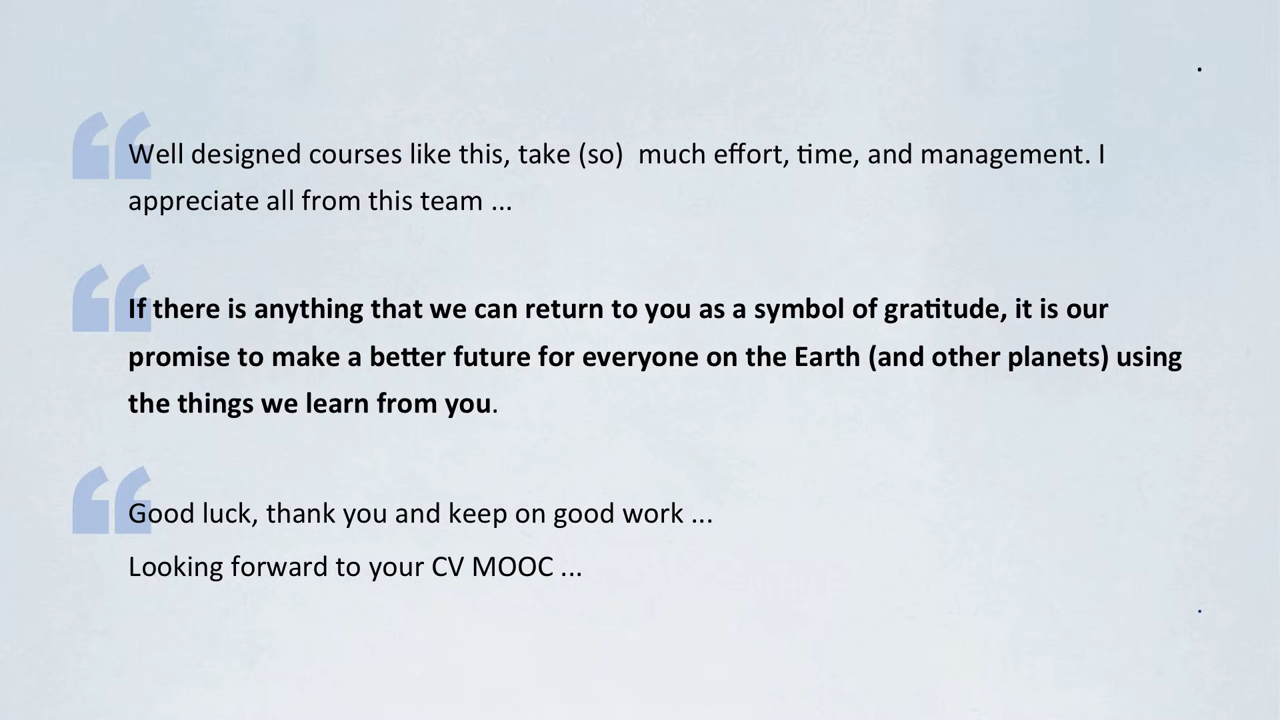 Well designed courses like this, take (so)  much effort, time, and management. I
appreciate all from this team ...
If there is anything that we can return to you as a symbol of gratitude, it is our
promise to make a better future for everyone on the Earth (and other planets) using
the things we learn from you.
Good luck, thank you and keep on good work ...
Looking forward to your CV MOOC ...